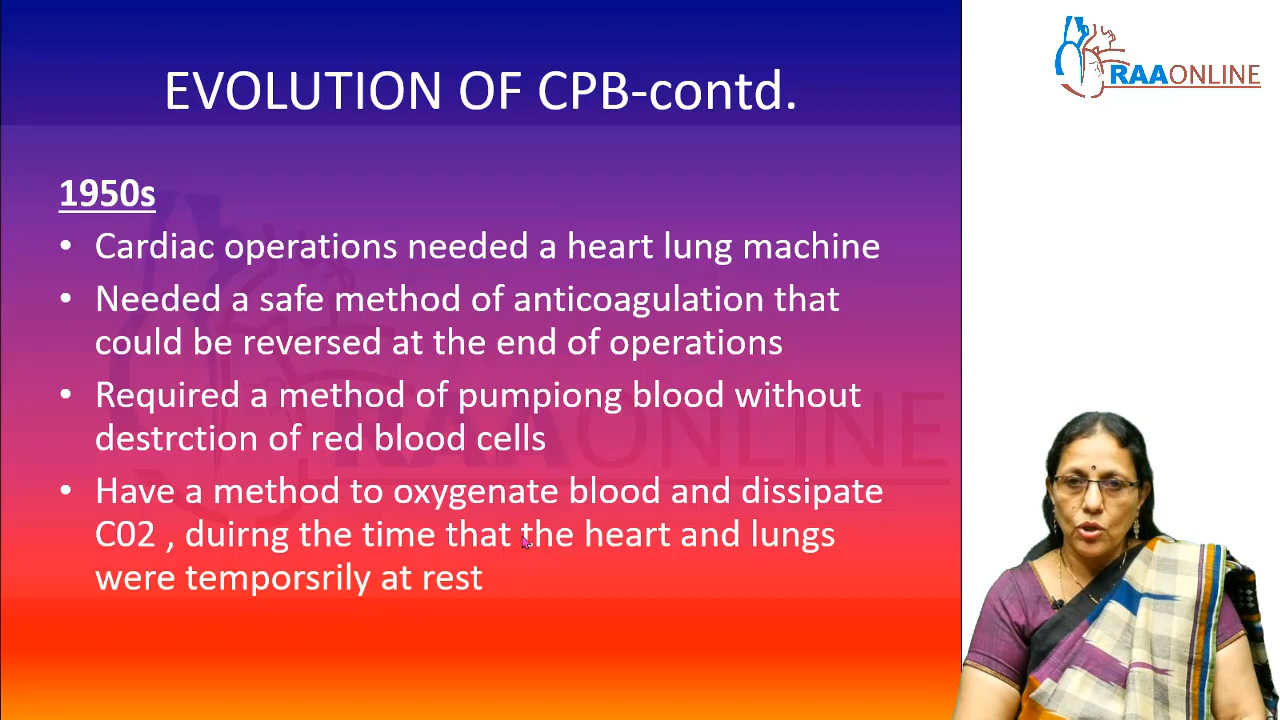 EVOLUTION OF CPB-contd.
RAAONLINE
1950s
• Cardiac operations needed a heart lung machine
• Needed a safe method of anticoagulation that
could be reversed at the end of operations
• Required a method of pumpiong blood without
destrction of red blood cells
• Have a method to oxygenate blood and dissipate
C02 , duirng the time that the heart and lungs
were temporsrily at rest
RAAONLINE